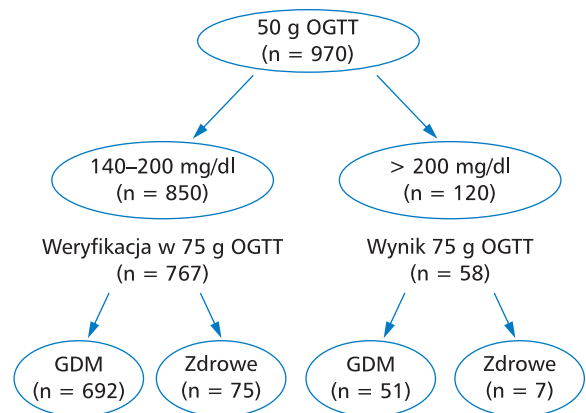 50 g OGTT
(n = 970)
140–200 mg/dl
(n = 850)
> 200 mg/dl
(n = 120)
Weryfikacja w 75 g OGTT
(n = 767)
Wynik 75 g OGTT
(n = 58)
GDM
(n = 692)
Zdrowe
(n = 75)
GDM
(n = 51)
Zdrowe
(n = 7)